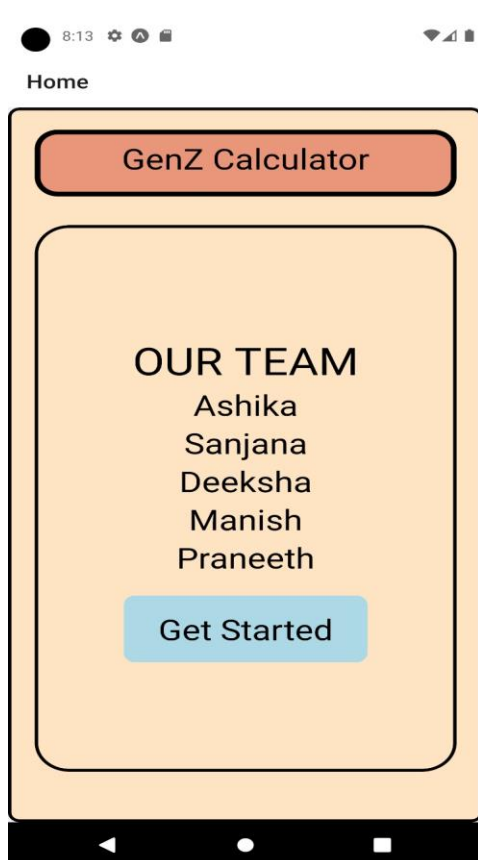 8:13
Home
GenZ Calculator
OUR TEAM
Ashika
Sanjana
Deeksha
Manish
Praneeth
Get Started